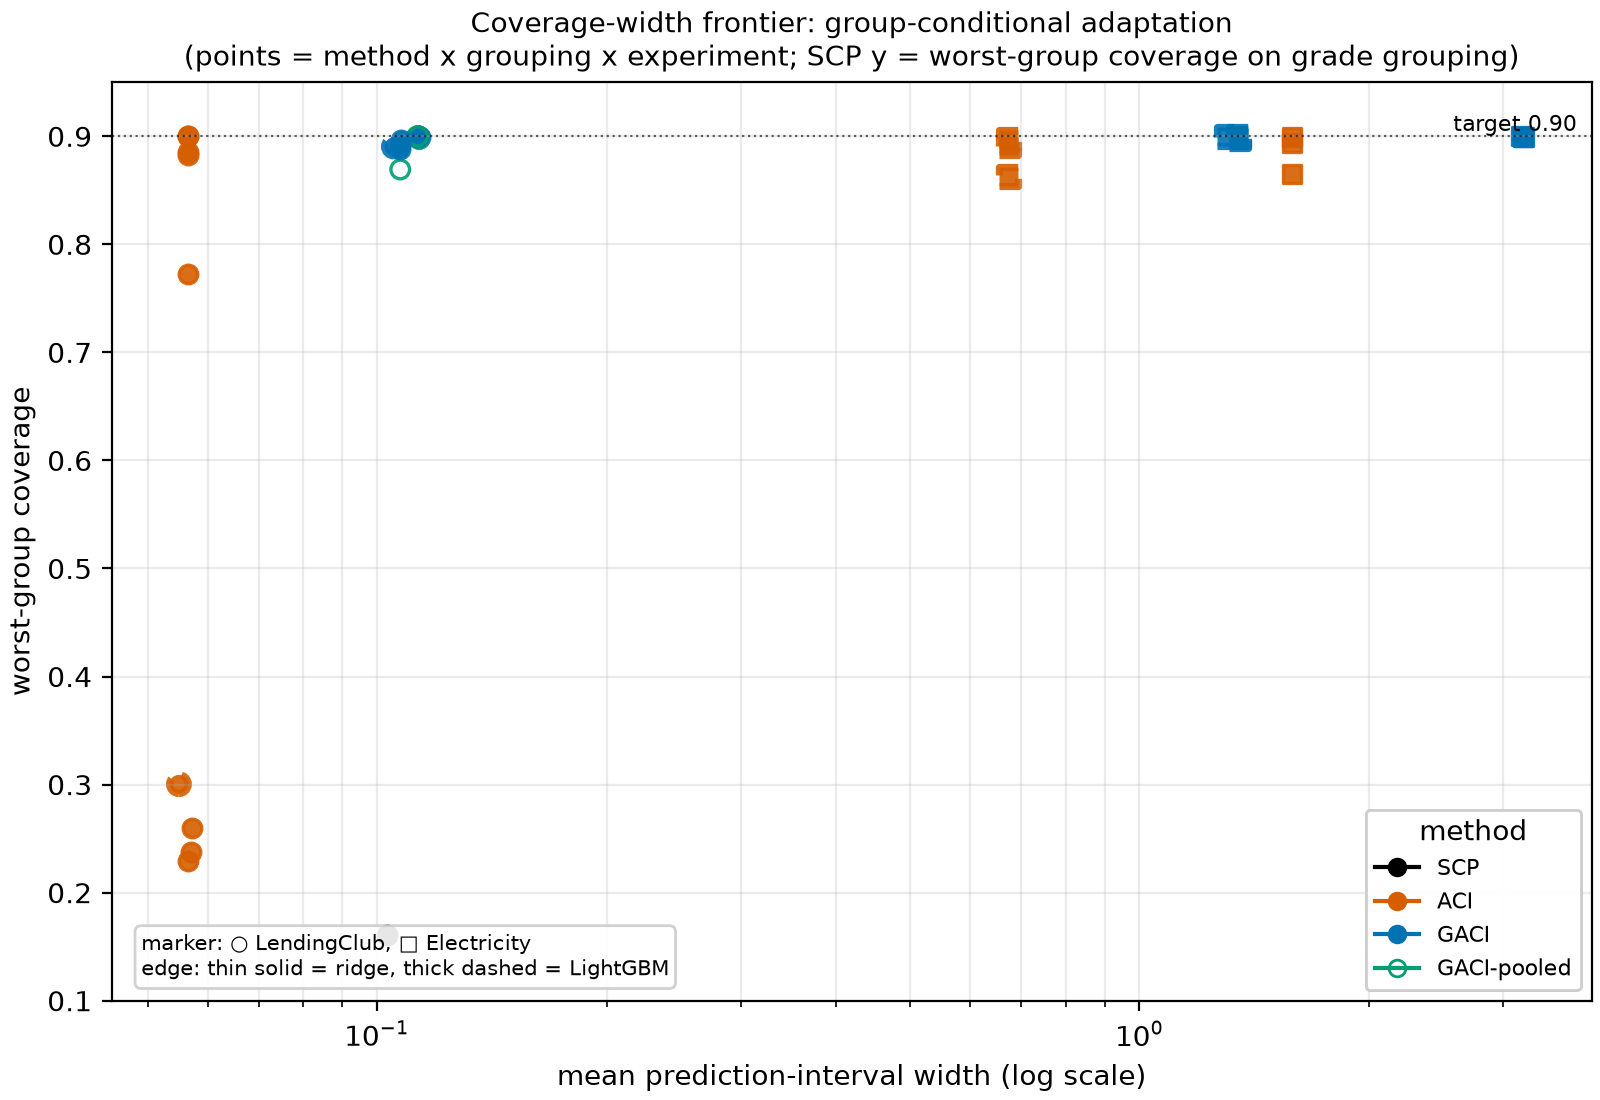 Coverage-width frontier: group-conditional adaptation
(points = method x grouping x experiment; SCP y = worst-group coverage on grade grouping)
worst-group coverage
0.9
0.8
0.7
0.6
0.5
0.4
0.3
0.2
0.1
target 0.90
method
SCP
ACI
GACI
GACI-pooled
marker: ○ LendingClub, □ Electricity
edge: thin solid = ridge, thick dashed = LightGBM
10⁻¹
10⁰
mean prediction-interval width (log scale)